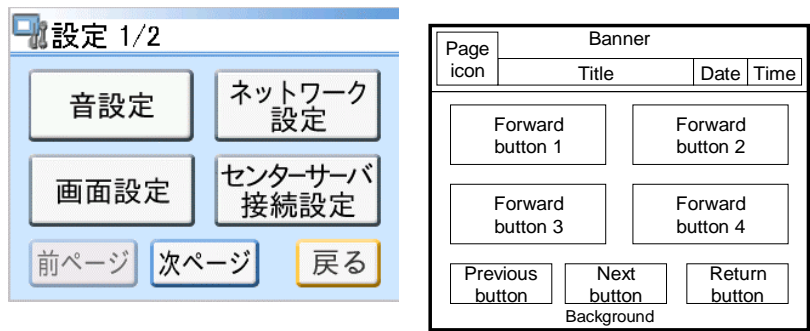 設定 1/2
音設定
ネットワーク
設定
画面設定
センターサーバ
接続設定
前ページ
次ページ
戻る
Page
icon
Banner
Title
Date
Time
Forward
button 1
Forward
button 2
Forward
button 3
Forward
button 4
Previous
button
Next
button
Return
button
Background